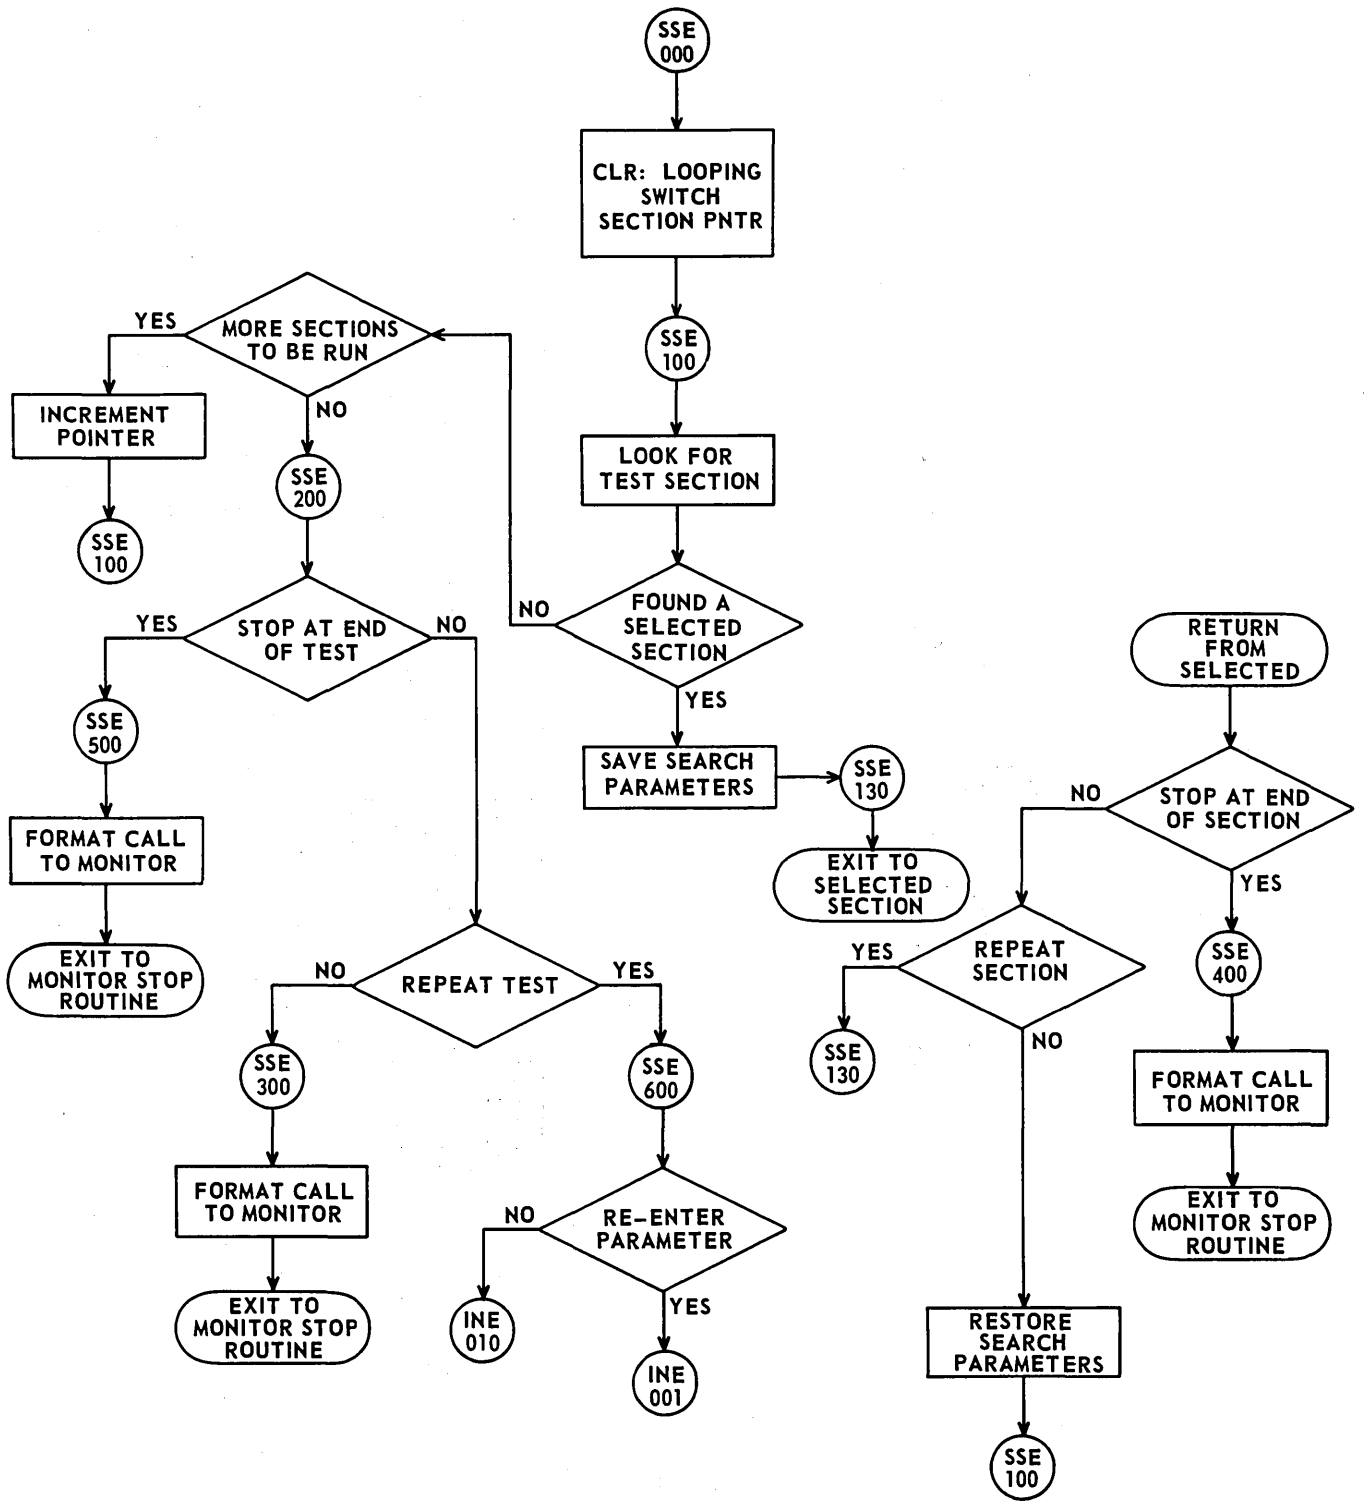 SSE
000
CLR: LOOPING
SWITCH
SECTION PNTR
SSE
100
LOOK FOR
TEST SECTION
FOUND A
SELECTED
SECTION
NO
YES
MORE SECTIONS
TO BE RUN
YES
NO
INCREMENT
POINTER
SSE
100
SSE
200
STOP AT END
OF TEST
YES
NO
SSE
500
FORMAT CALL
TO MONITOR
EXIT TO
MONITOR STOP
ROUTINE
SAVE SEARCH
PARAMETERS
SSE
130
EXIT TO
SELECTED
SECTION
REPEAT TEST
NO
YES
SSE
300
FORMAT CALL
TO MONITOR
EXIT TO
MONITOR STOP
ROUTINE
SSE
600
RE-ENTER
PARAMETER
NO
YES
INE
010
INE
001
RETURN
FROM
SELECTED
STOP AT END
OF SECTION
NO
YES
REPEAT
SECTION
YES
NO
SSE
130
SSE
400
FORMAT CALL
TO MONITOR
EXIT TO
MONITOR STOP
ROUTINE
RESTORE
SEARCH
PARAMETERS
SSE
100